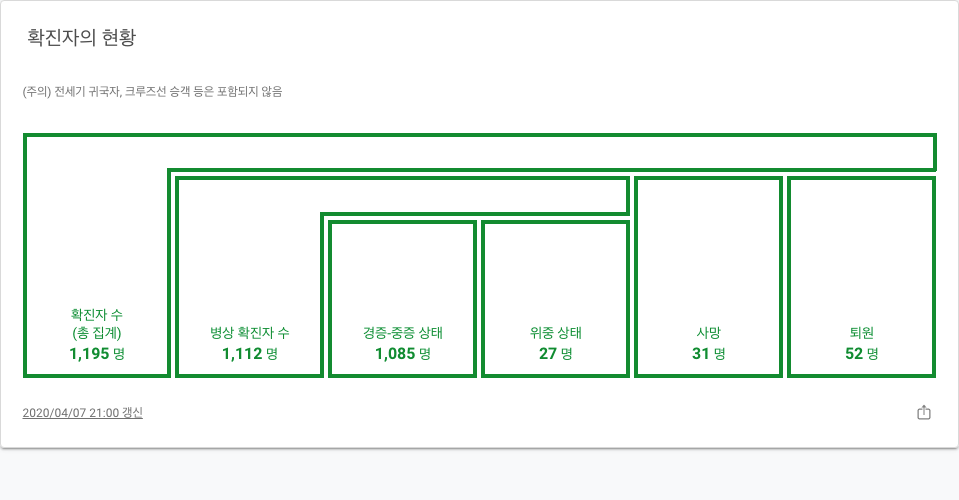 확진자의 현황
(주의) 전세기 귀국자, 크루즈선 승객 등은 포함되지 않음
확진자 수
(총 집계)
1,195 명
병상 확진자 수
1,112 명
경증-중증 상태
1,085 명
위중 상태
27 명
사망
31 명
퇴원
52 명
2020/04/07 21:00 갱신